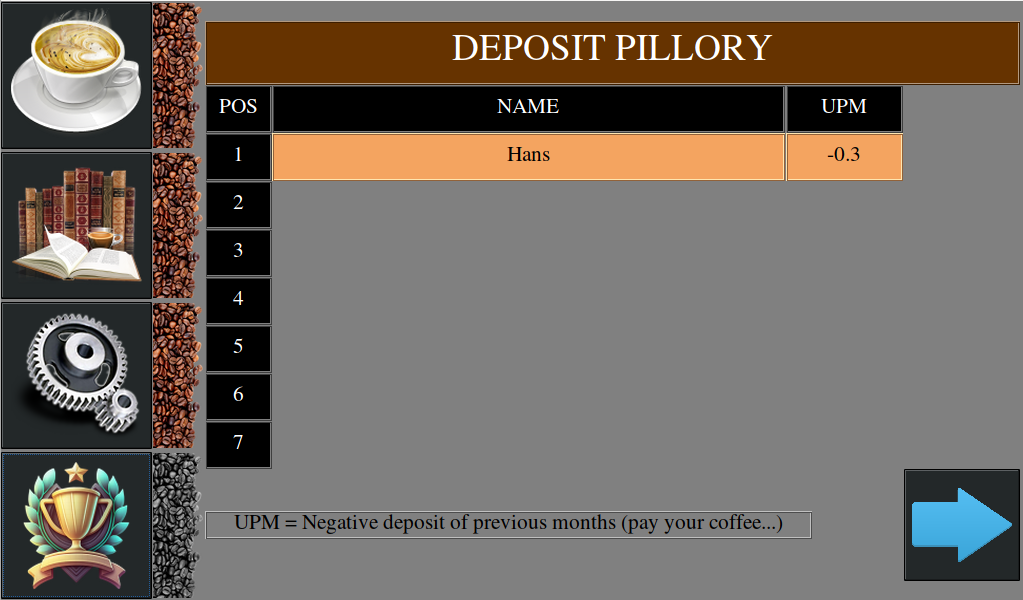 DEPOSIT PILLORY
POS NAME UPM
1 Hans -0.3
2
3
4
5
6
7
UPM = Negative deposit of previous months (pay your coffee...)